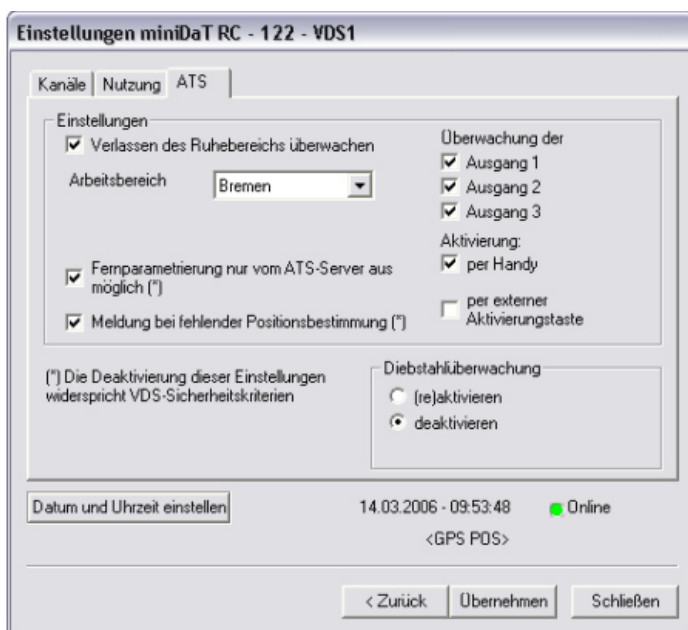 Einstellungen miniDaT RC - 122 - VDS1
Kanäle
Nutzung
ATS
Einstellungen
Verlassen des Ruhebereichs überwachen
Arbeitsbereich
Bremen
Fernparametrierung nur vom ATS-Server aus
möglich (*)
Meldung bei fehlender Positionsbestimmung (*)
Überwachung der
Ausgang 1
Ausgang 2
Ausgang 3
Aktivierung:
per Handy
per externer
Aktivierungstaste
(*) Die Deaktivierung dieser Einstellungen
widerspricht VDS-Sicherheitskriterien
Diebstahlüberwachung
(re)aktivieren
deaktivieren
Datum und Uhrzeit einstellen
14.03.2006 - 09:53:48
Online
<GPS POS>
< Zurück
Übernehmen
Schließen